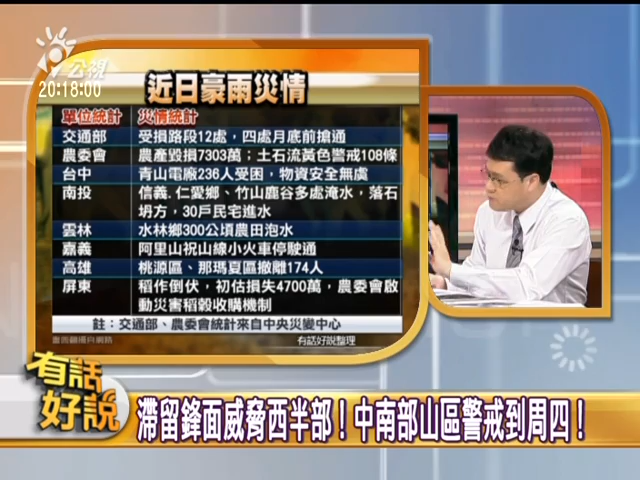 公視
20:18:00
近日豪雨災情
單位統計 災情統計
交通部 受損路段12處，四處月底前搶通
農委會 農產毀損7303萬；土石流黃色警戒108條
台中 青山電廠236人受困，物資安全無虞
南投 信義、仁愛鄉、竹山鹿谷多處淹水，落石
坍方，30戶民宅進水
雲林 水林鄉300公頃農田泡水
嘉義 阿里山祝山線小火車停駛通
高雄 桃源區、那瑪夏區撤離174人
屏東 稻作倒伏，初估損失4700萬，農委會啟
動災害稻穀收購機制
註：交通部、農委會統計來自中央災變中心
畫面翻攝自網路
有話好說整理
有話
好說
滯留鋒面威脅西半部！中南部山區警戒到周四！